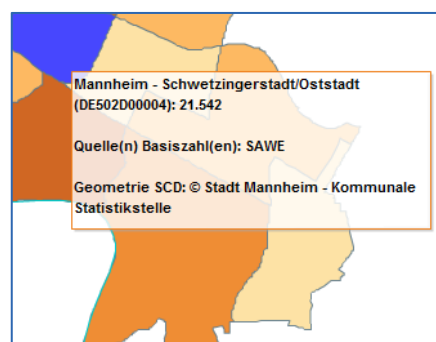 Mannheim - Schwetzingerstadt/Oststadt
(DE502D00004): 21.542
Quelle(n) Basiszahl(en): SAWE
Geometrie SCD: © Stadt Mannheim - Kommunale
Statistikstelle